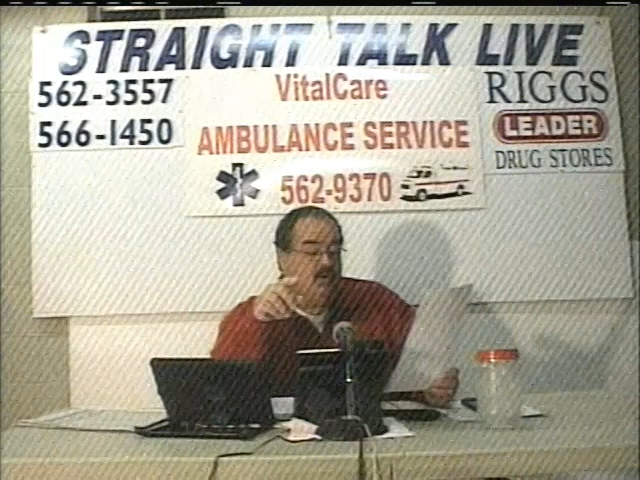 STRAIGHT TALK LIVE
562-3557
566-1450
VitalCare
AMBULANCE SERVICE
562-9370
RIGGS
LEADER
DRUG STORES